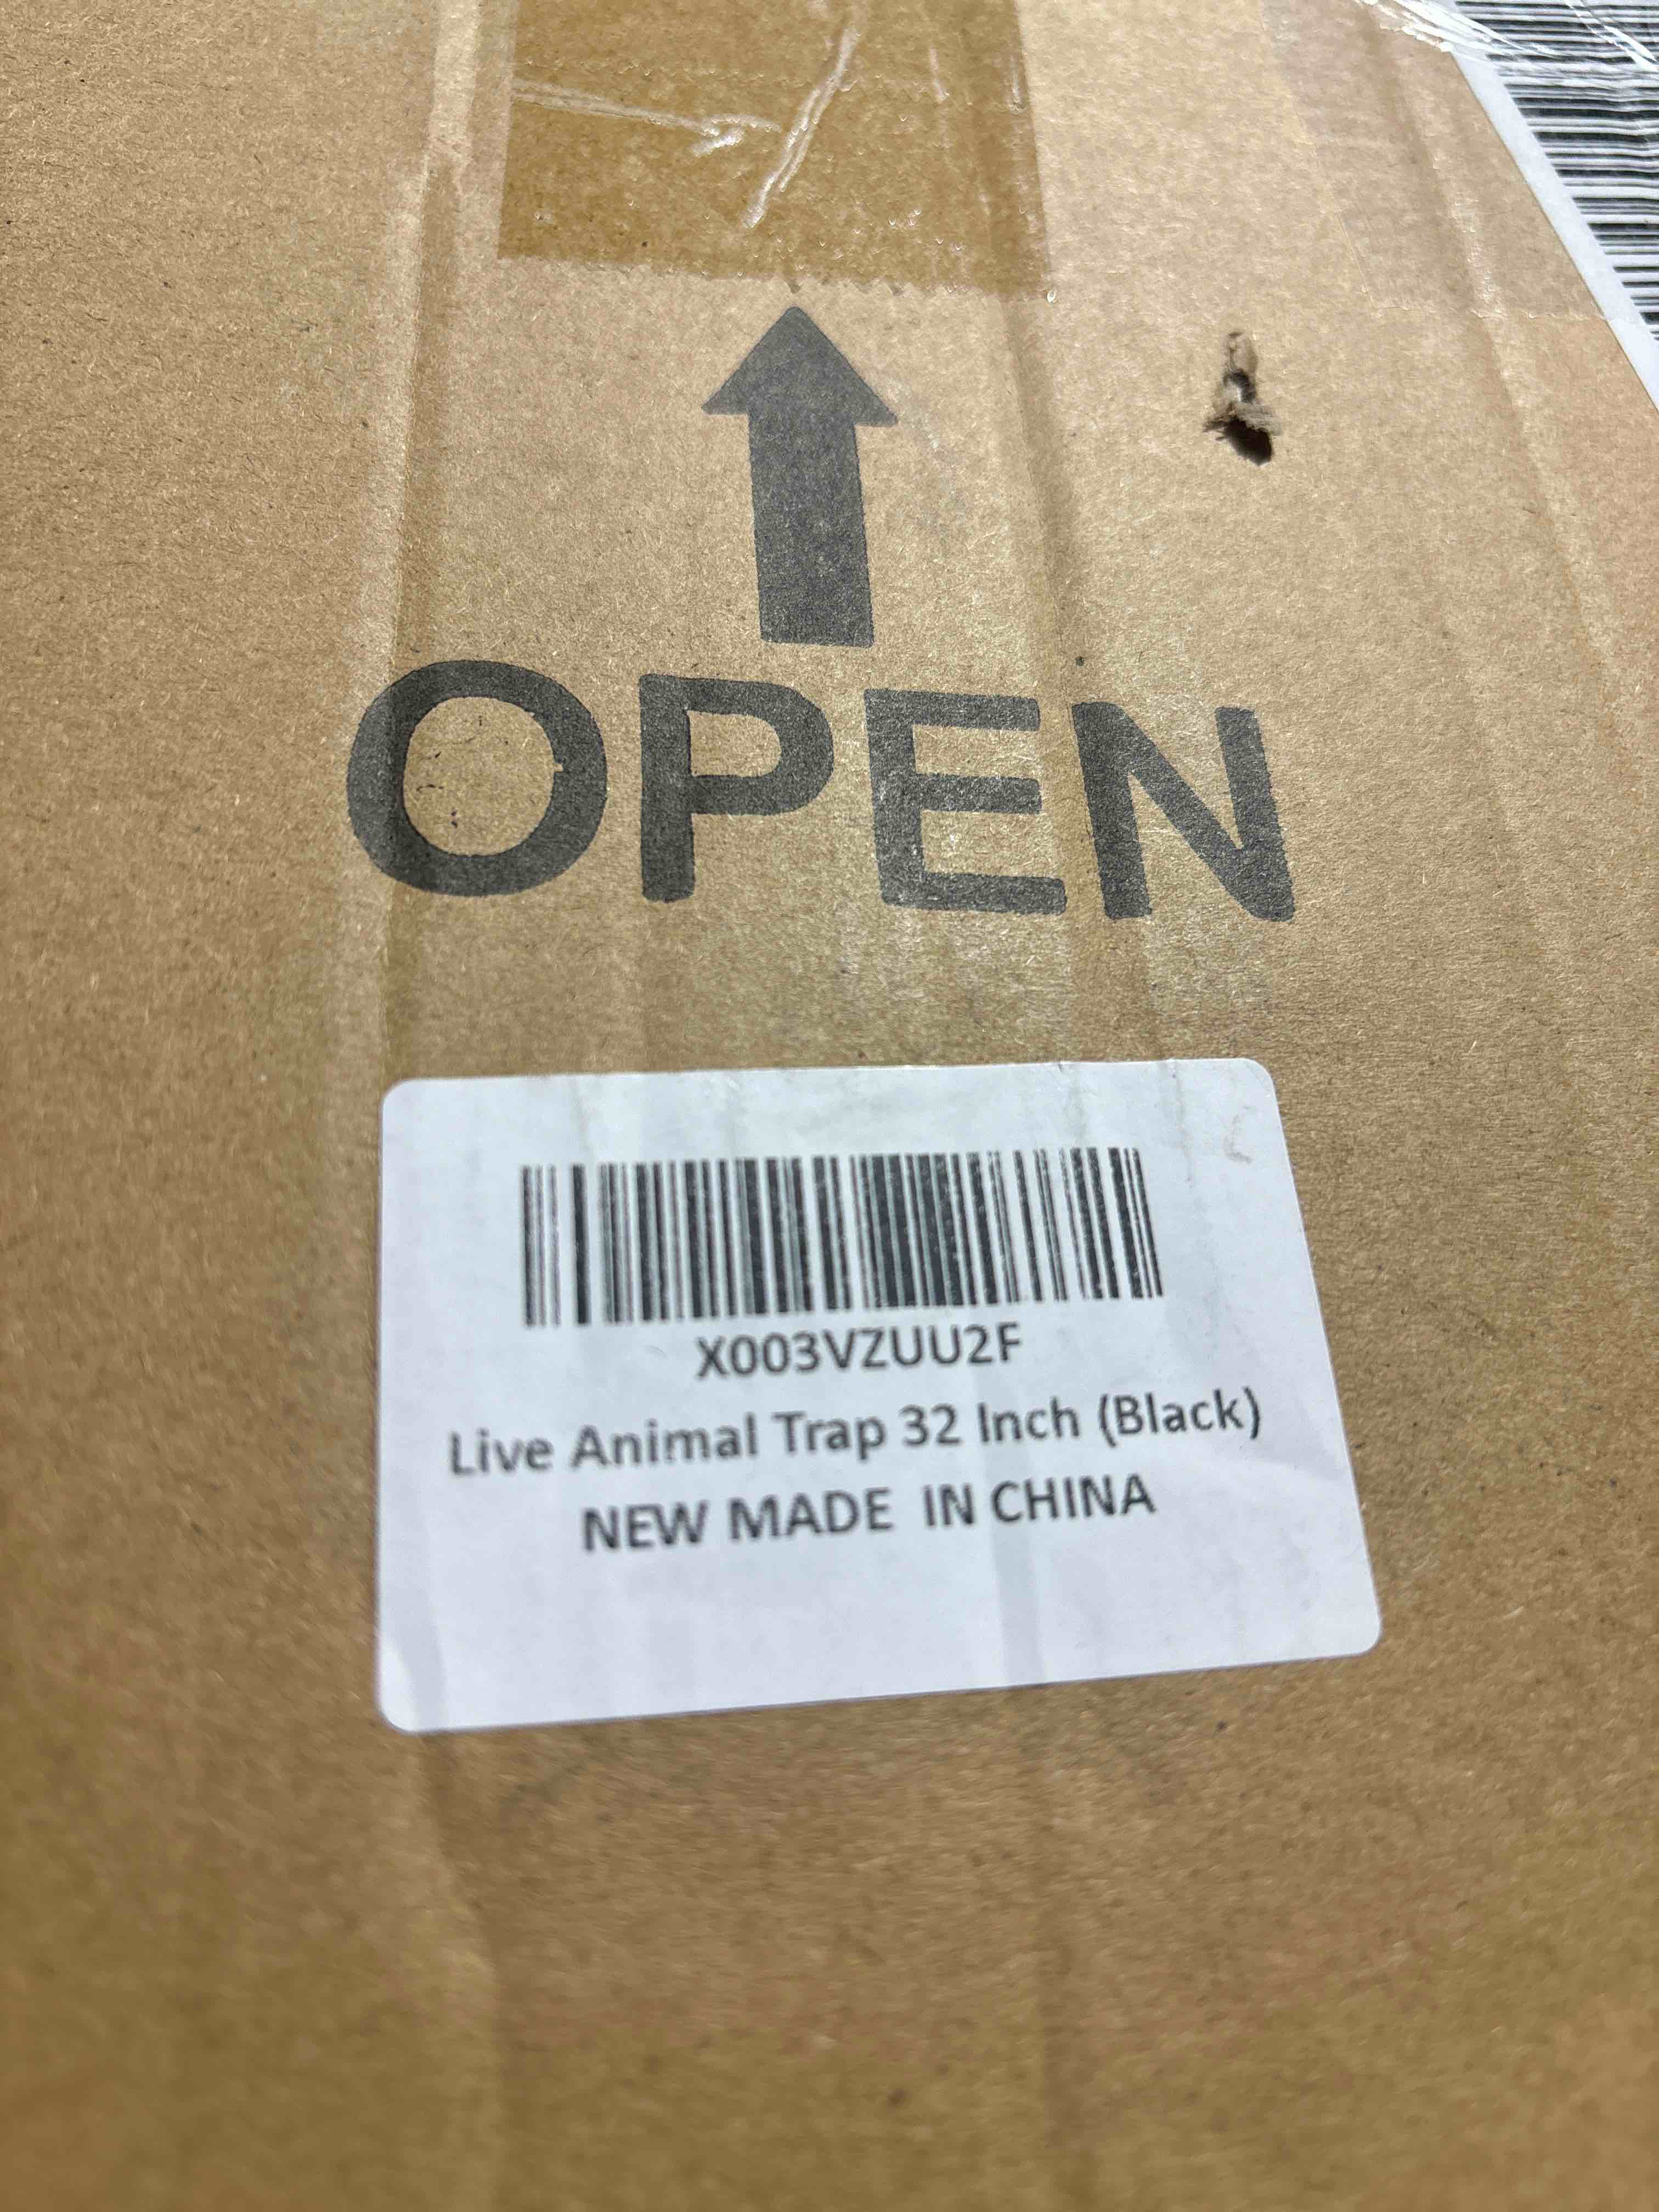 OPEN
X003VZUU2F
Live Animal Trap 32 Inch (Black)
NEW MADE IN CHINA